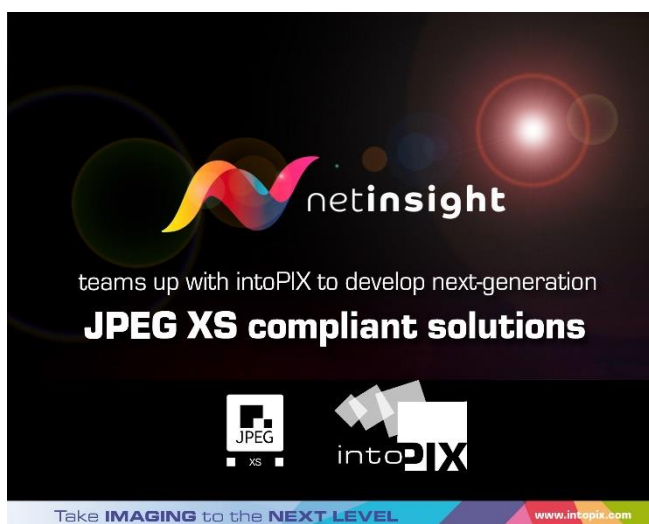 netinsight
teams up with intoPIX to develop next-generation
JPEG XS compliant solutions
JPEG
XS
intoPIX
Take IMAGING to the NEXT LEVEL
www.intopix.com